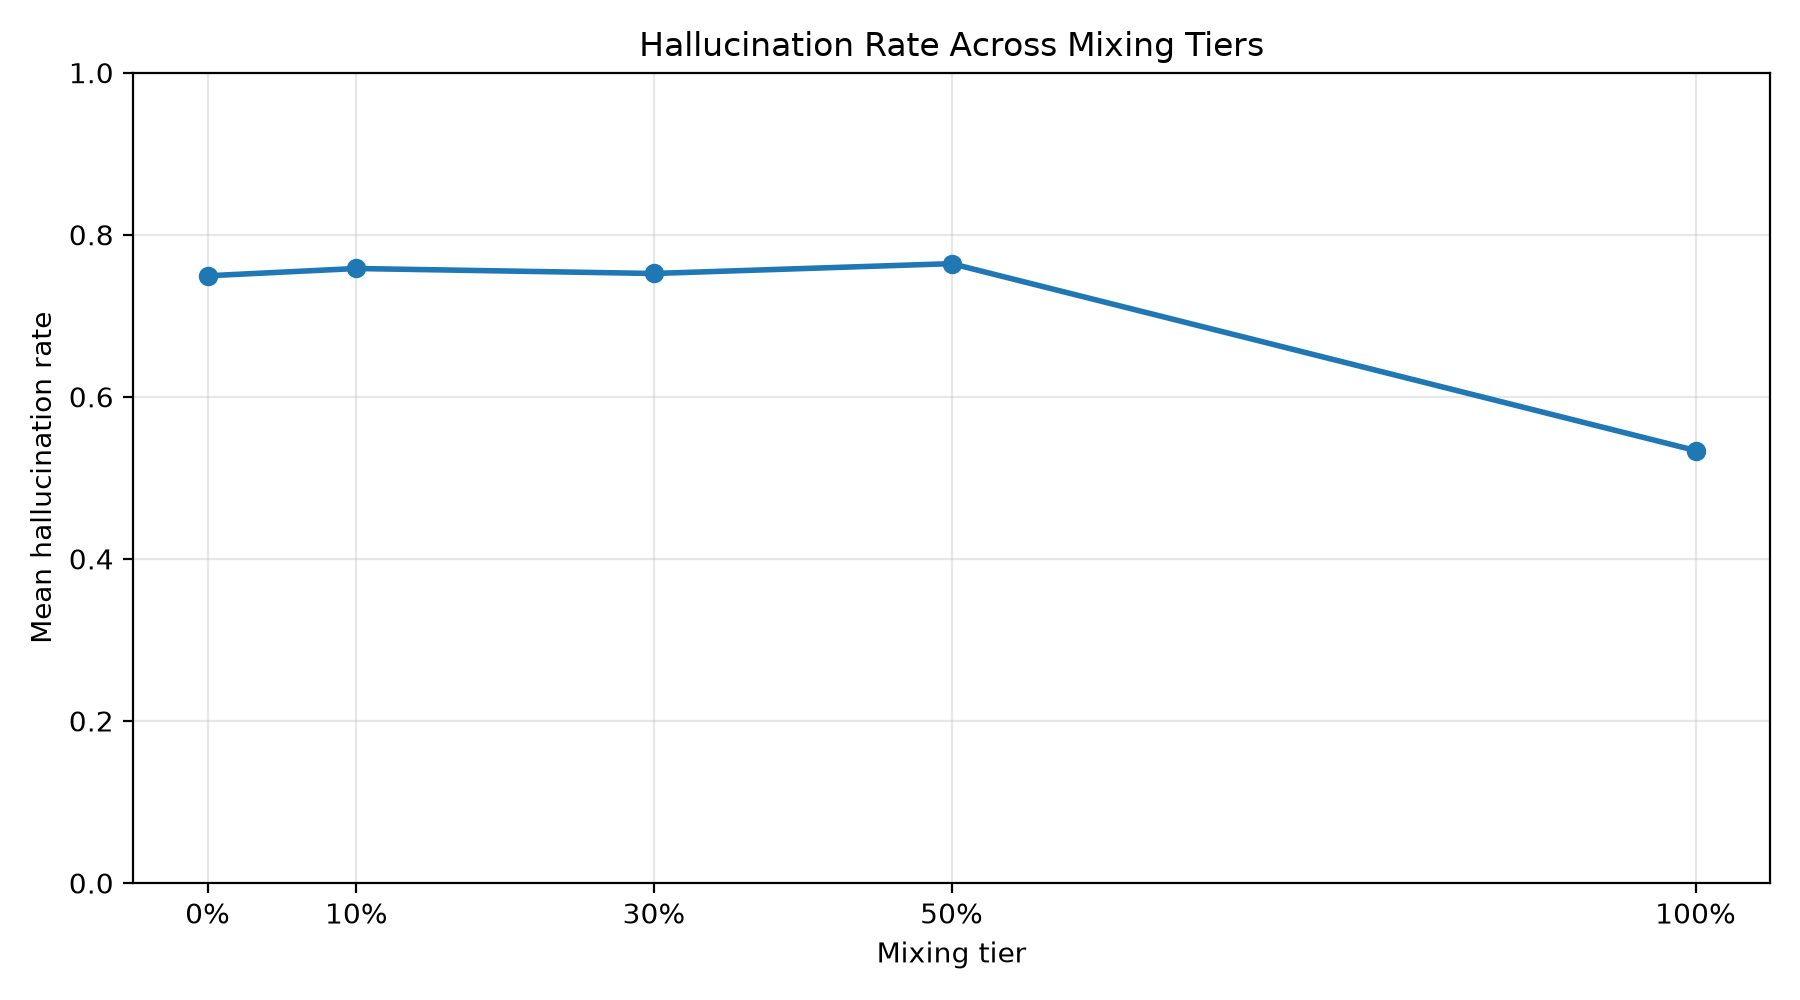 Hallucination Rate Across Mixing Tiers
1.0
0.8
0.6
0.4
0.2
0.0
Mean hallucination rate
0% 10% 30% 50% 100%
Mixing tier